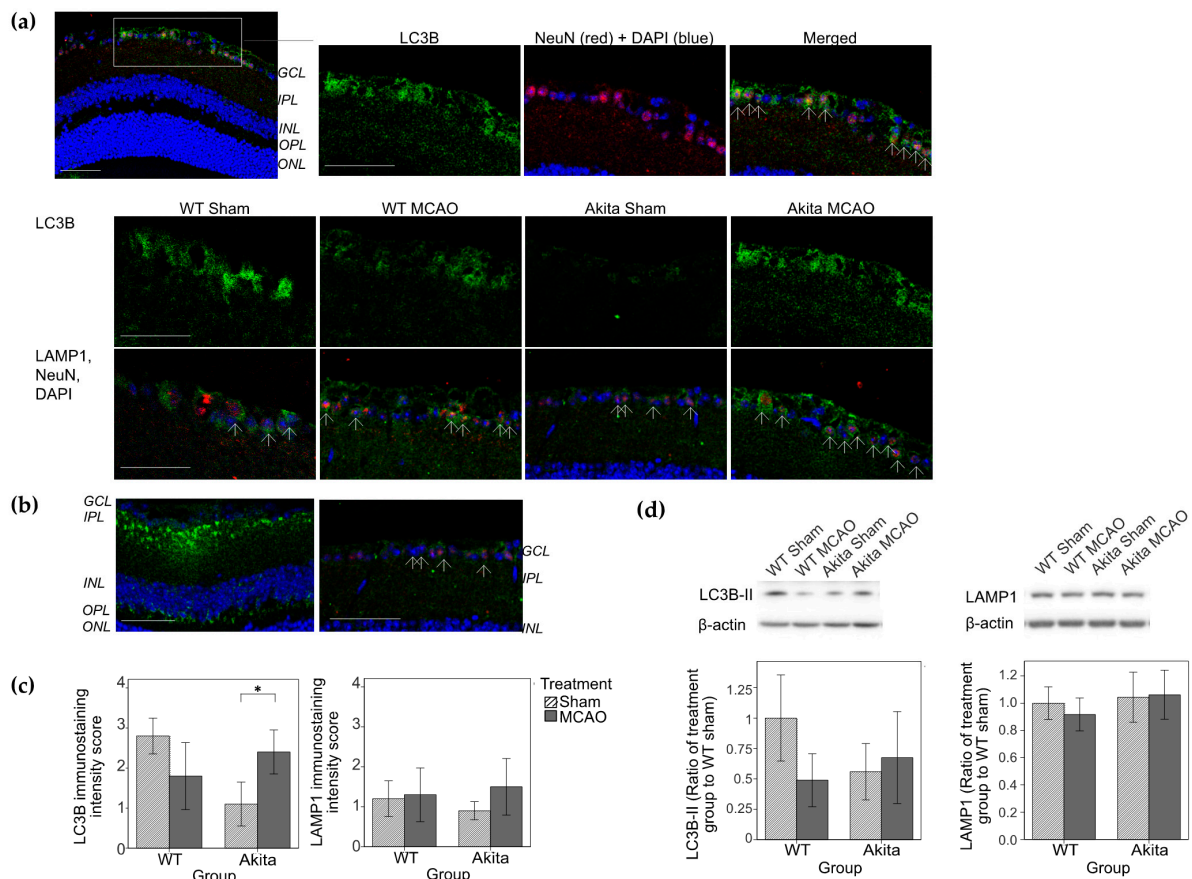 (a)
LC3B
NeuN (red) + DAPI (blue)
Merged
GCL
IPL
INL
OPL
ONL
WT Sham
WT MCAO
Akita Sham
Akita MCAO
LC3B
LAMP1,
NeuN,
DAPI
(b)
GCL
IPL
INL
OPL
ONL
GCL
IPL
INL
(c)
LC3B immunostaining
intensity score
4
3
2
1
0
WT
Akita
Group
*
LAMP1 immunostaining
intensity score
4
3
2
1
0
WT
Akita
Group
Treatment
Sham
MCAO
(d)
WT Sham
WT MCAO
Akita Sham
Akita MCAO
LC3B-II
β-actin
LC3B-II (Ratio of treatment
group to WT sham)
1.25
1
0.75
0.5
0.25
0
WT
Akita
Group
WT Sham
WT MCAO
Akita Sham
Akita MCAO
LAMP1
β-actin
LAMP1 (Ratio of treatment
group to WT sham)
1.2
1.0
0.8
0.6
0.4
0.2
0.0
WT
Akita
Group